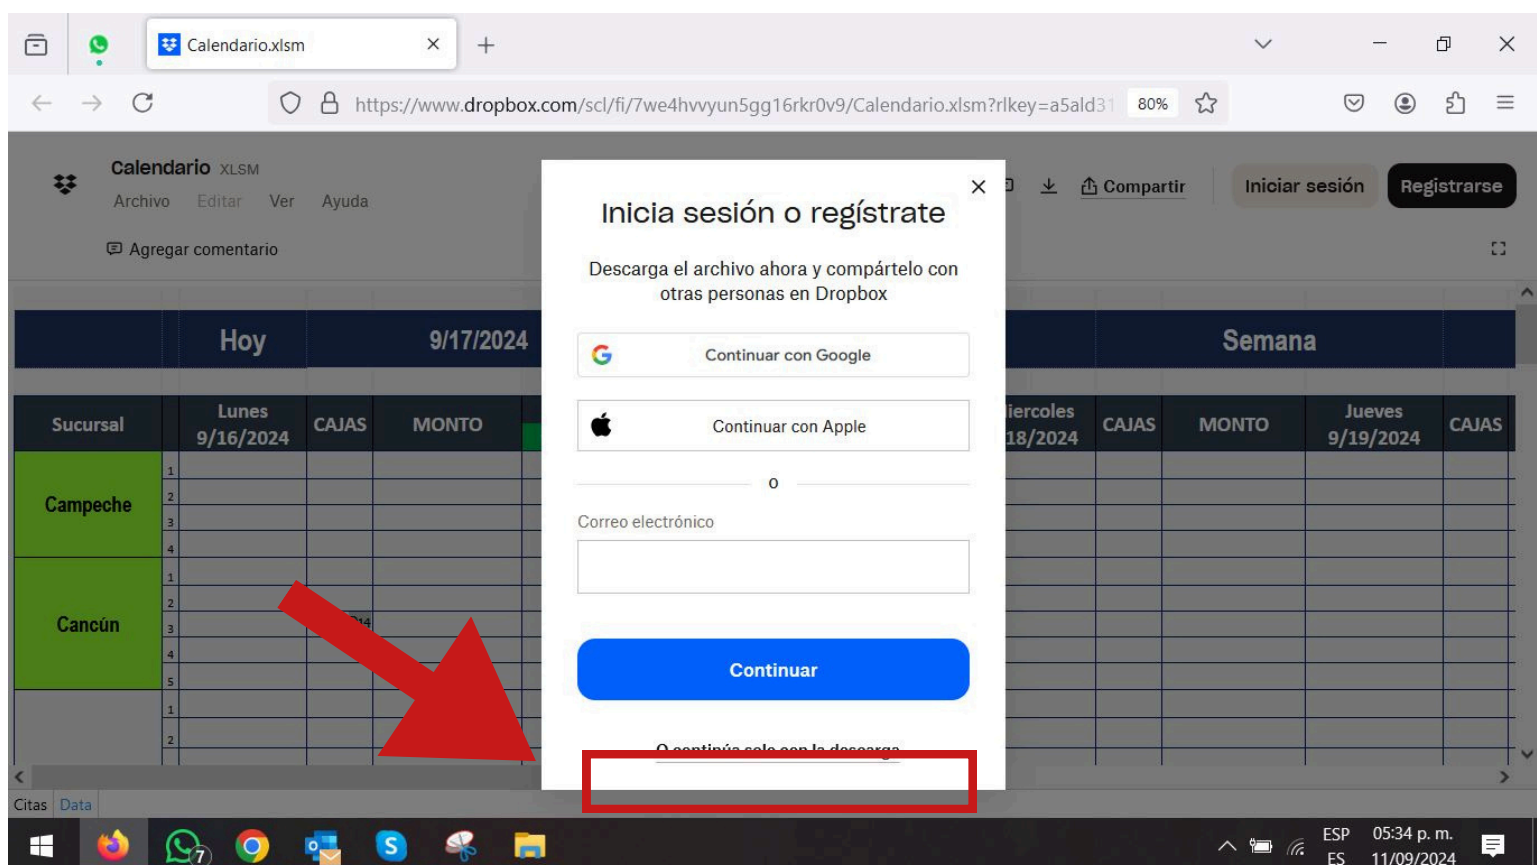 Calendario.xlsm
https://www.dropbox.com/scl/fi/7we4hvvyun5gg16rkr0v9/Calendario.xlsm?rlkey=a5ald31
80%
Calendario XLSM
Archivo Editar Ver Ayuda
Compartir
Iniciar sesión
Registrarse
Agregar comentario
Inicia sesión o regístrate
Descarga el archivo ahora y compártelo con
otras personas en Dropbox
Continuar con Google
Continuar con Apple
o
Correo electrónico
Continuar
O continúa solo con la descarga
Hoy 9/17/2024 Semana
Sucursal
Lunes
9/16/2024
CAJAS MONTO
iercoles
18/2024
CAJAS MONTO
Jueves
9/19/2024
CAJAS
Campeche
1
2
3
4
Cancún
1
2
3
4
5
1
2
Citas Data
7
ESP
ES
05:34 p. m.
11/09/2024